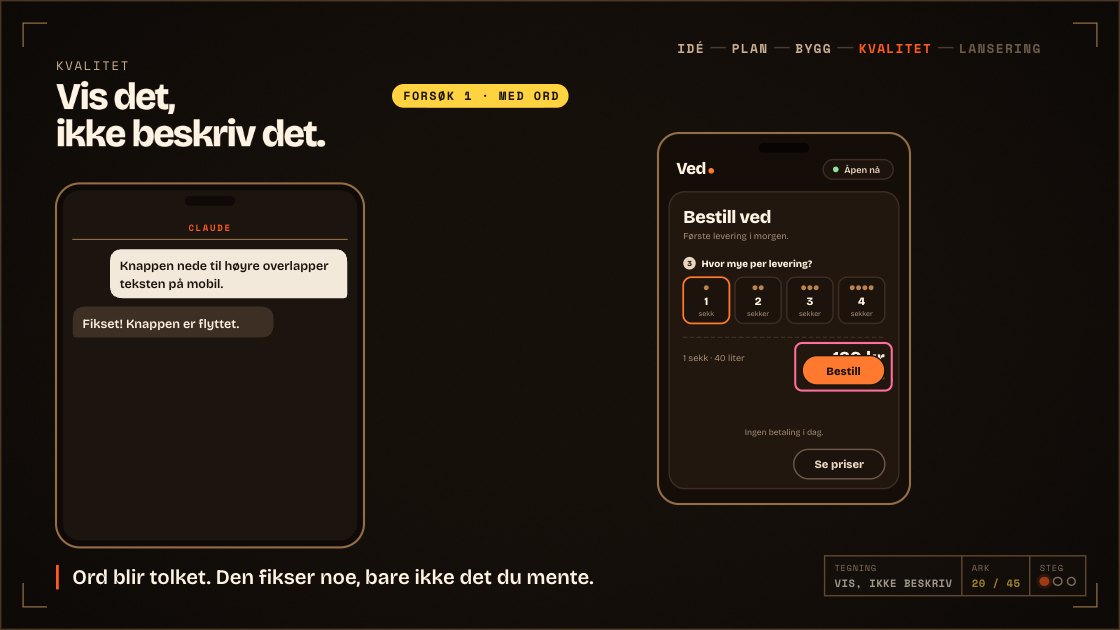 IDÉ — PLAN — BYGG — KVALITET — LANSERING
KVALITET
Vis det,
ikke beskriv det.
FORSØK 1 · MED ORD
CLAUDE
Knappen nede til høyre overlapper
teksten på mobil.
Fikset! Knappen er flyttet.
Ved.
Åpen nå
Bestill ved
Første levering i morgen.
3 Hvor mye per levering?
1 2 3 4
sekk sekker sekker sekker
1 sekk · 40 liter
kr
Bestill
Ingen betaling i dag.
Se priser
Ord blir tolket. Den fikser noe, bare ikke det du mente.
TEGNING ARK STEG
VIS, IKKE BESKRIV 20 / 45